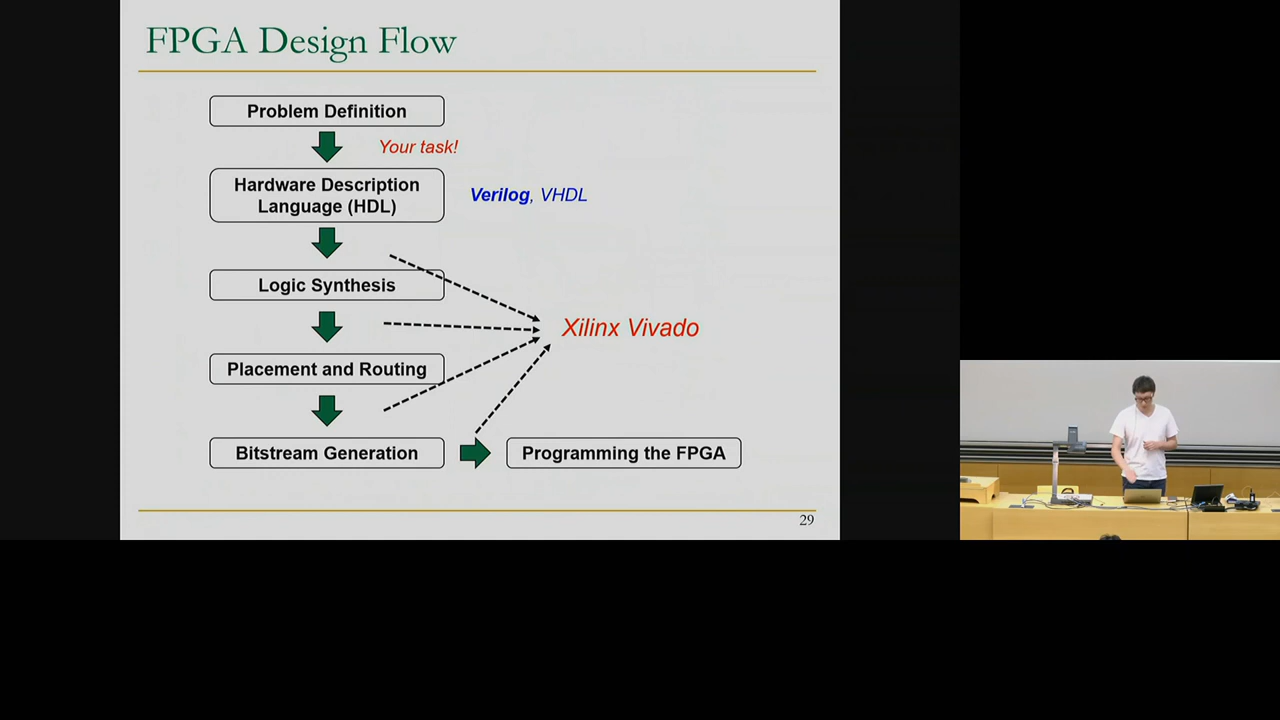 FPGA Design Flow
Problem Definition
Your task!
Hardware Description
Language (HDL)
Verilog, VHDL
Logic Synthesis
Xilinx Vivado
Placement and Routing
Bitstream Generation
Programming the FPGA
29